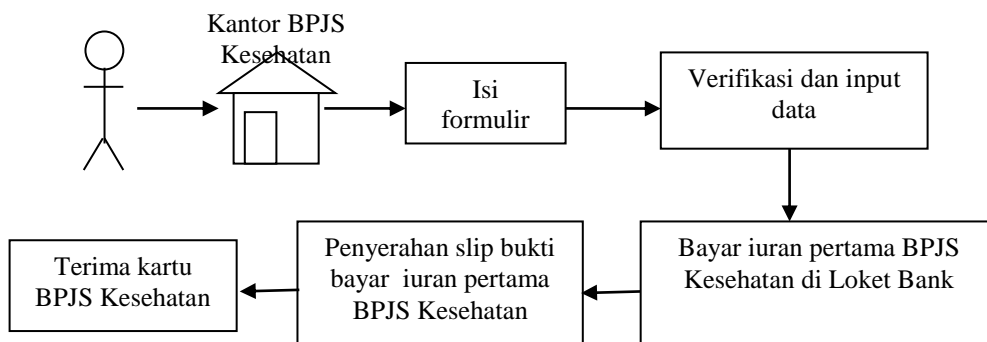 Kantor BPJS
Kesehatan
Isi
formulir
Verifikasi dan input
data
Bayar iuran pertama BPJS
Kesehatan di Loket Bank
Penyerahan slip bukti
bayar iuran pertama
BPJS Kesehatan
Terima kartu
BPJS Kesehatan